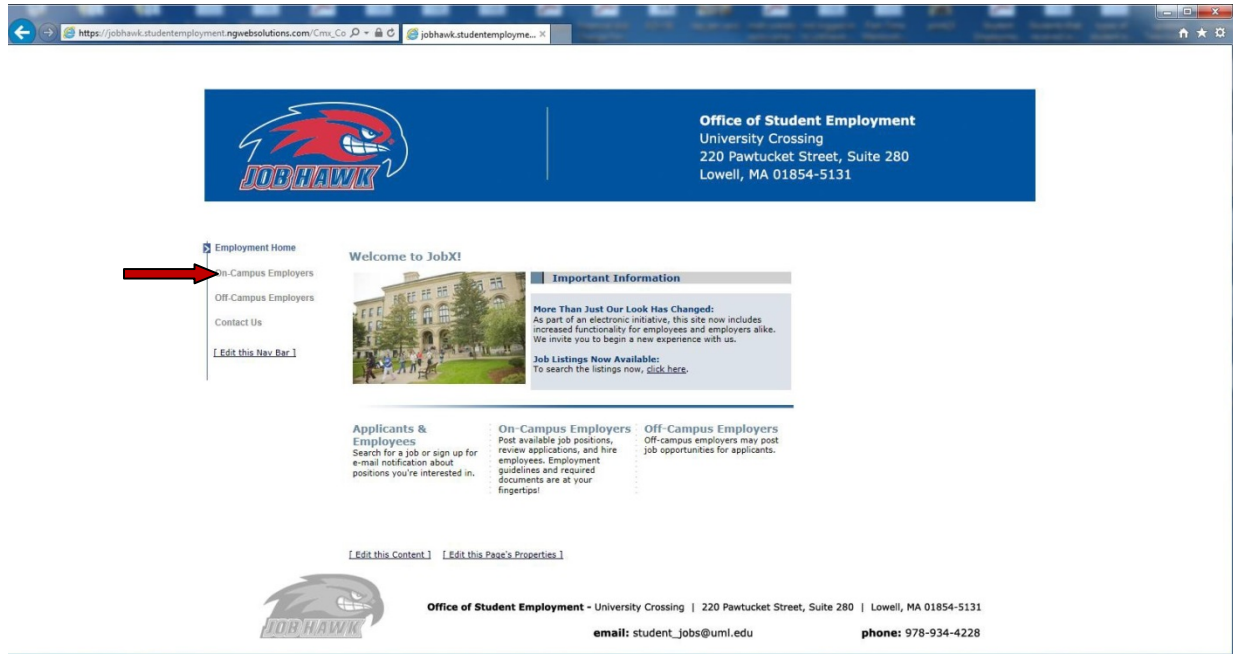 https://jobhawk.studentemployment.ngwebsolutions.com/Cmx_Co
jobhawk.studentemployme...
JOB HAWK
Office of Student Employment
University Crossing
220 Pawtucket Street, Suite 280
Lowell, MA 01854-5131
Employment Home
On-Campus Employers
Off-Campus Employers
Contact Us
[ Edit this Nav Bar ]
Welcome to JobX!
Important Information
More Than Just Our Look Has Changed:
As part of an electronic initiative, this site now includes
increased functionality for employees and employers alike.
We invite you to begin a new experience with us.
Job Listings Now Available:
To search the listings now, click here.
Applicants &
Employees
Search for a job or sign up for
e-mail notification about
positions you're interested in.
On-Campus Employers
Post available job positions,
review applications, and hire
employees. Employment
guidelines and required
documents are at your
fingertips!
Off-Campus Employers
Off-campus employers may post
job opportunities for applicants.
[ Edit this Content ] [ Edit this Page's Properties ]
JOB HAWK
Office of Student Employment - University Crossing | 220 Pawtucket Street, Suite 280 | Lowell, MA 01854-5131
email: student_jobs@uml.edu phone: 978-934-4228